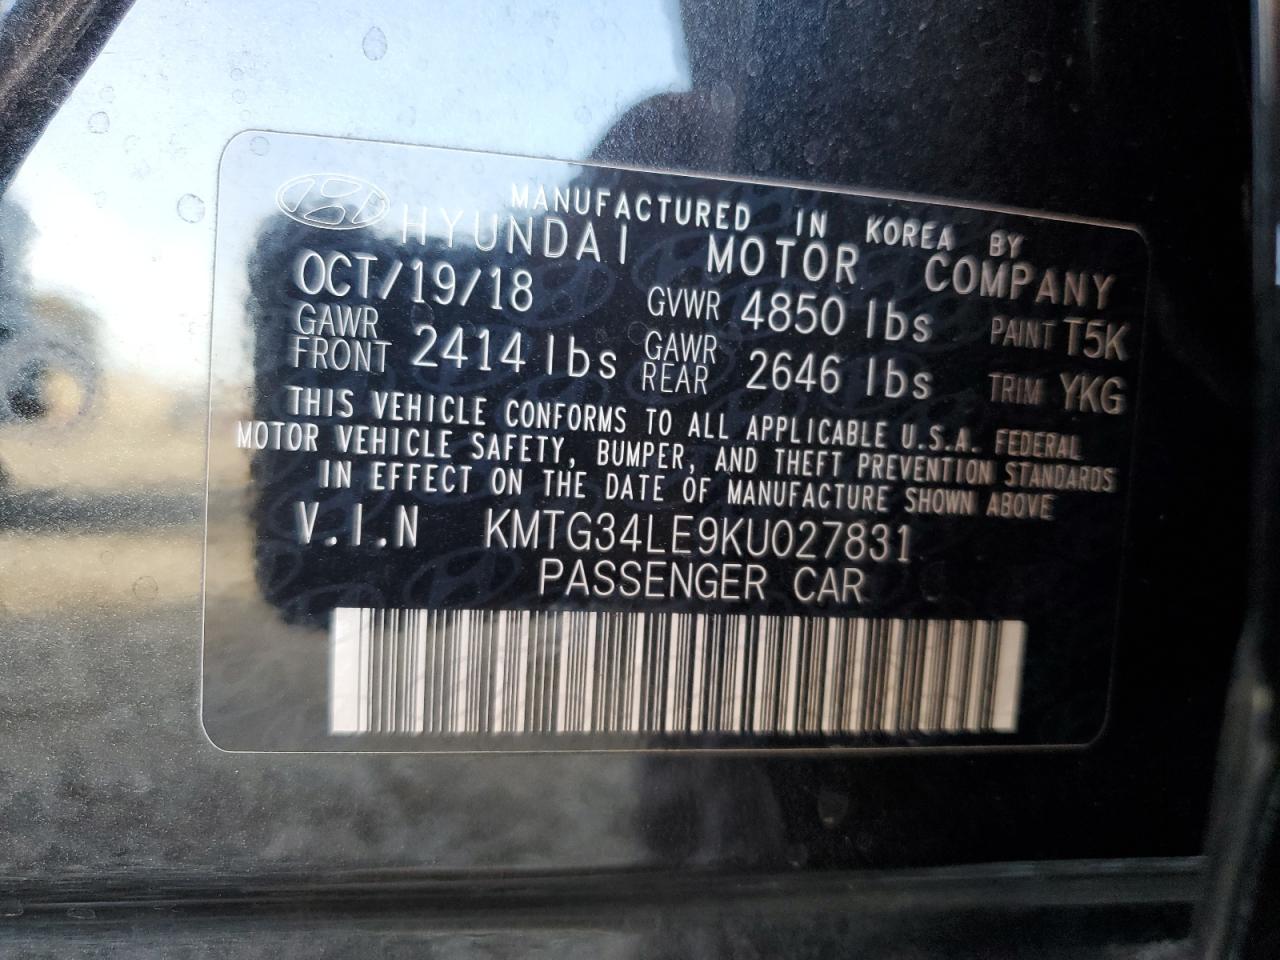 MANUFACTURED IN KOREA BY
HYUNDAI MOTOR COMPANY
OCT/19/18 GVWR 4850 lbs PAINT T5K
GAWR FRONT 2414 lbs GAWR REAR 2646 lbs TRIM YKG
THIS VEHICLE CONFORMS TO ALL APPLICABLE U.S.A. FEDERAL
MOTOR VEHICLE SAFETY, BUMPER, AND THEFT PREVENTION STANDARDS
IN EFFECT ON THE DATE OF MANUFACTURE SHOWN ABOVE
V.I.N KMTG34LE9KU027831
PASSENGER CAR